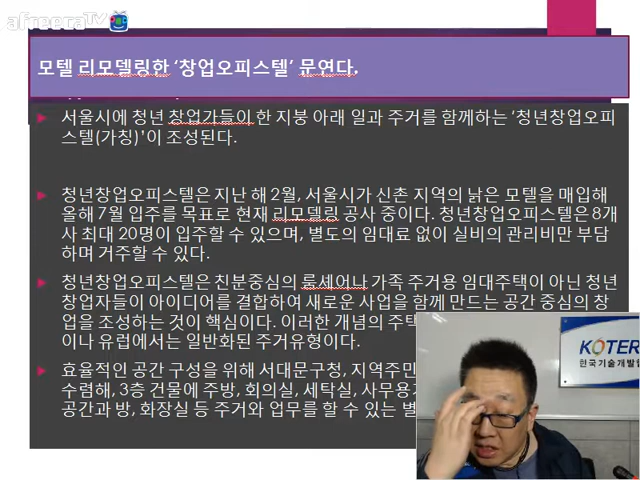 afreecaTV
모텔 리모델링한 '창업오피스텔' 문연다.
서울시에 청년 창업가들이 한 지붕 아래 일과 주거를 함께하는 '청년창업오피
스텔(가칭)'이 조성된다.
청년창업오피스텔은 지난 해 2월, 서울시가 신촌 지역의 낡은 모텔을 매입해
올해 7월 입주를 목표로 현재 리모델링 공사 중이다. 청년창업오피스텔은 8개
사 최대 20명이 입주할 수 있으며, 별도의 임대료 없이 실비의 관리비만 부담
하며 거주할 수 있다.
청년창업오피스텔은 친분중심의 룸셰어나 가족 주거용 임대주택이 아닌 청년
창업자들이 아이디어를 결합하여 새로운 사업을 함께 만드는 공간 중심의 창
업을 조성하는 것이 핵심이다. 이러한 개념의 주택
이나 유럽에서는 일반화된 주거유형이다.
효율적인 공간 구성을 위해 서대문구청, 지역주민
수렴해, 3층 건물에 주방, 회의실, 세탁실, 사무용
공간과 방, 화장실 등 주거와 업무를 할 수 있는 별
KOTER
한국기술개발